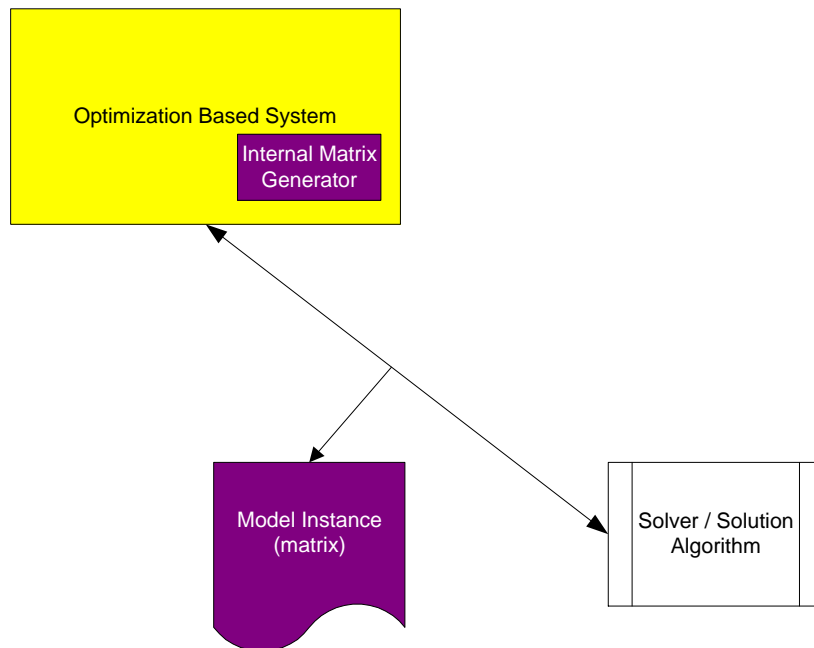 Optimization Based System
Internal Matrix
Generator
Model Instance
(matrix)
Solver / Solution
Algorithm